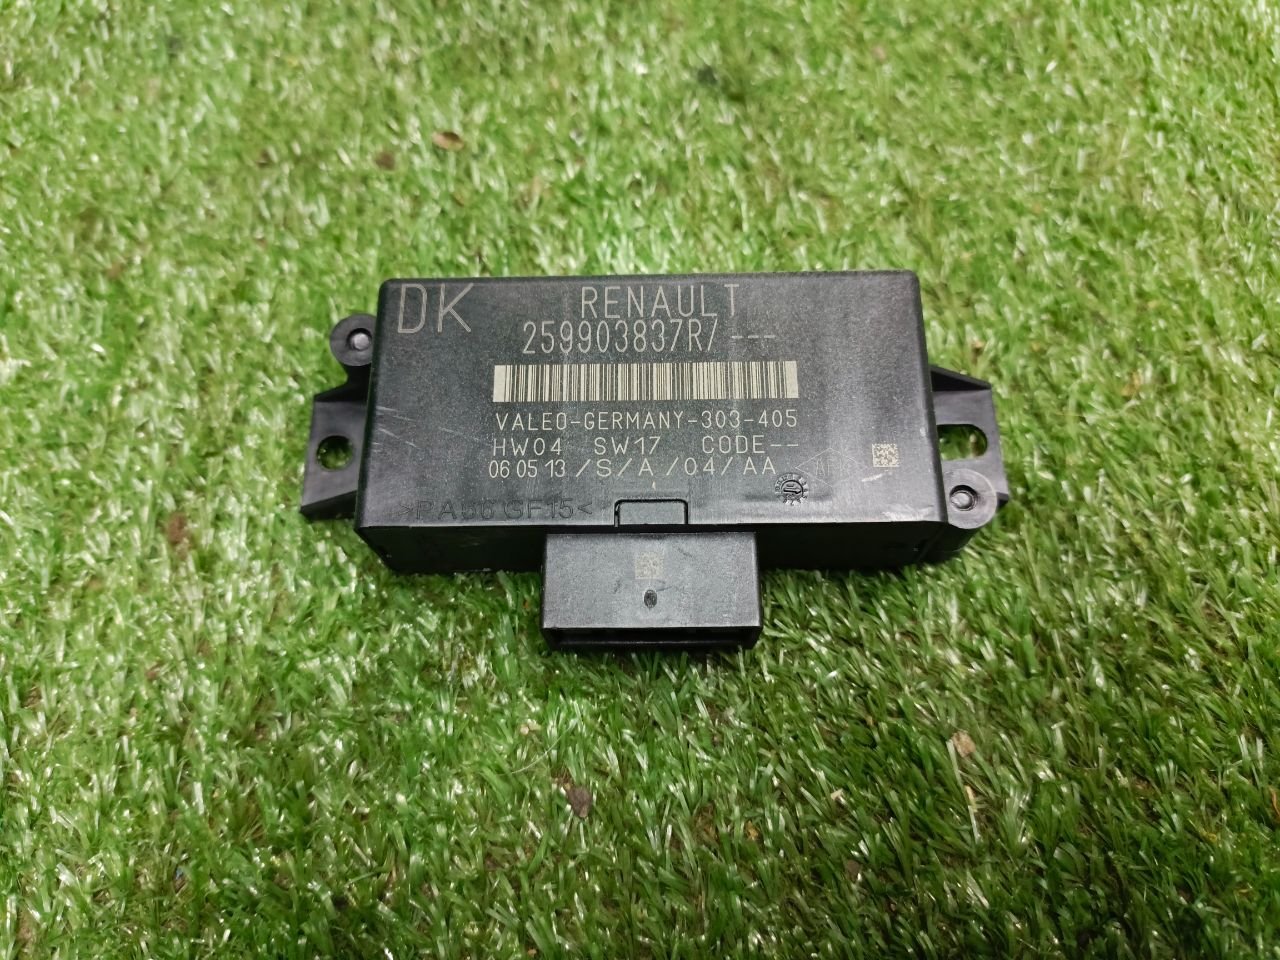 DK
RENAULT
259903837R/ ---
VALEO-GERMANY-303-405
HW04 SW17 CODE--
06 05 13 /S/A /04/AA
>PA66 GF15<